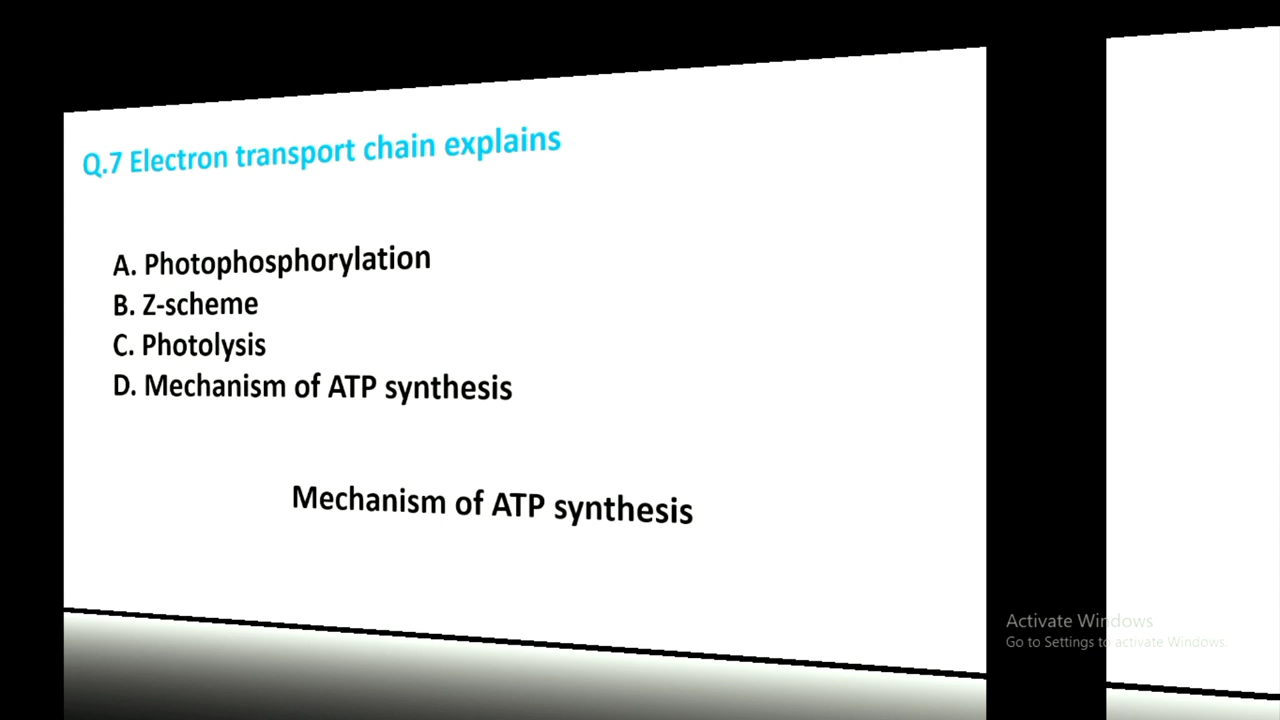 Q.7 Electron transport chain explains
A. Photophosphorylation
B. Z-scheme
C. Photolysis
D. Mechanism of ATP synthesis
Mechanism of ATP synthesis
Activate Windows
Go to Settings to activate Windows.